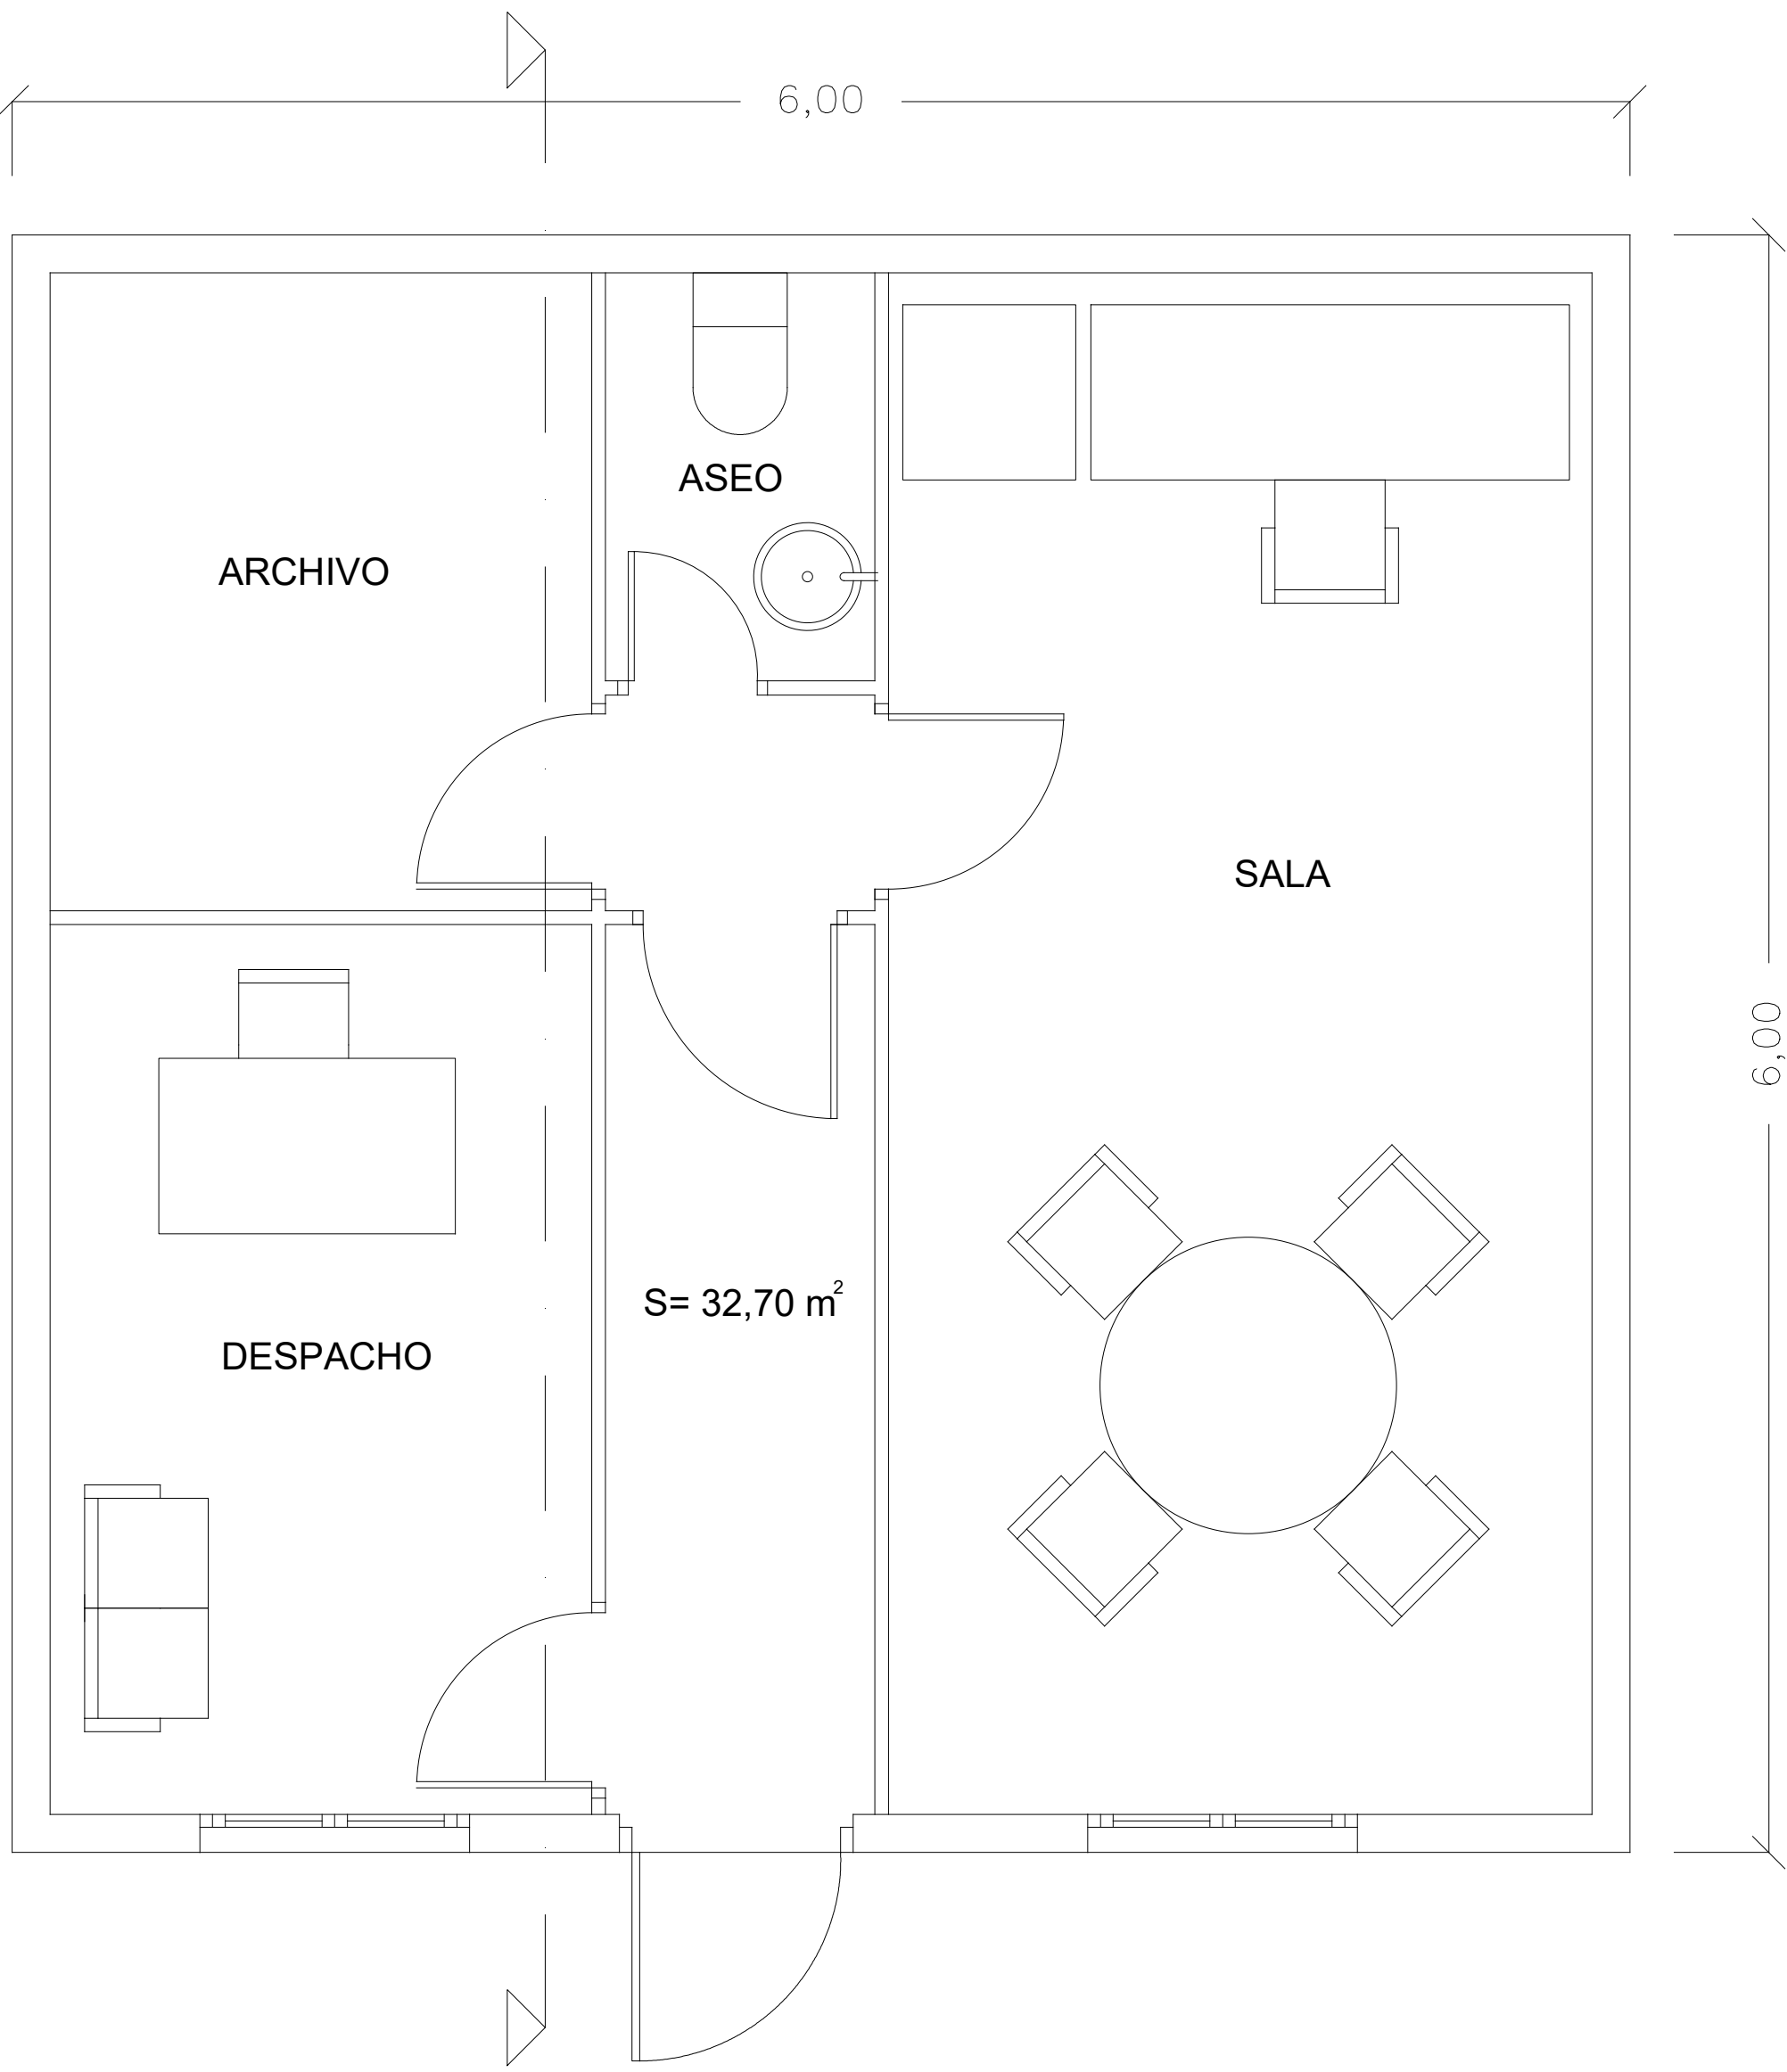 6,00
ASEO
ARCHIVO
SALA
6,00
S= 32,70 m²
DESPACHO